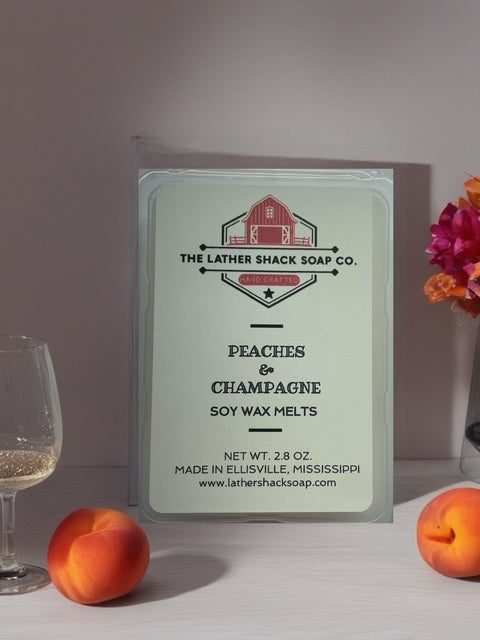 THE LATHER SHACK SOAP CO.
HAND CRAFTED
PEACHES
&
CHAMPAGNE
SOY WAX MELTS
NET WT. 2.8 OZ.
MADE IN ELLISVILLE, MISSISSIPPI
www.lathershacksoap.com